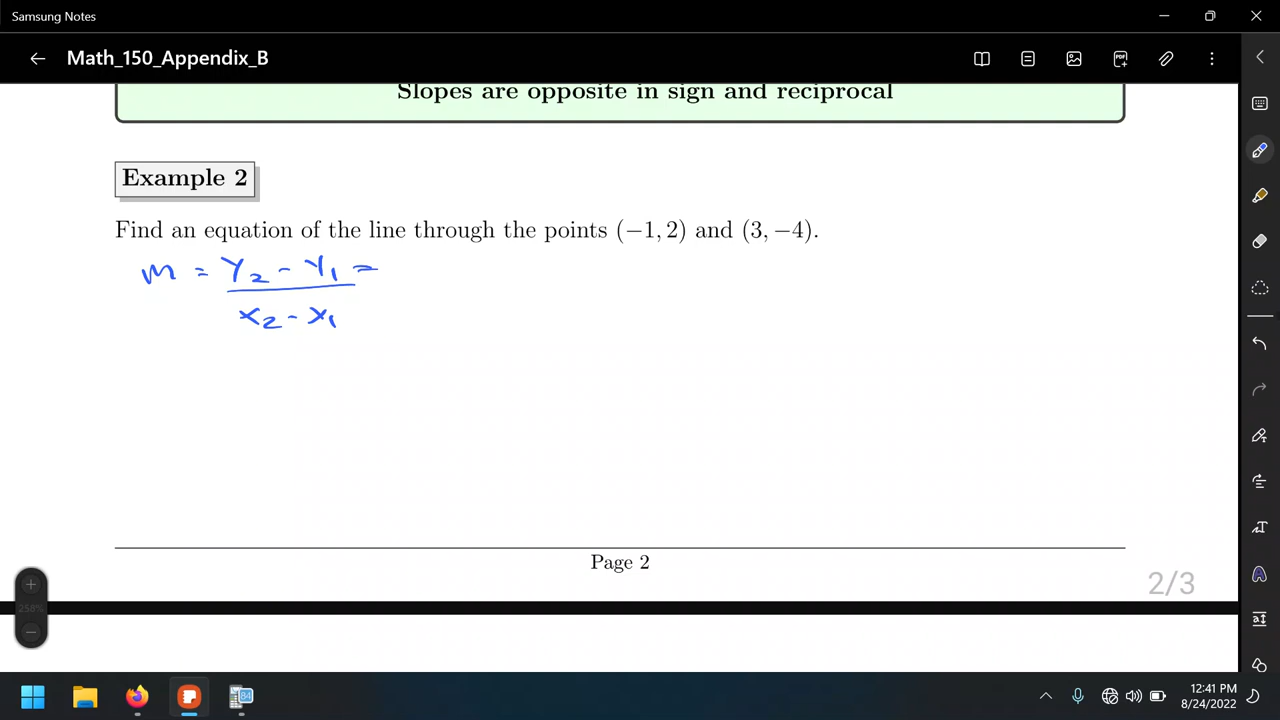 Samsung Notes
Math_150_Appendix_B
Slopes are opposite in sign and reciprocal
Example 2
Find an equation of the line through the points (−1, 2) and (3, −4).
m = y₂ - y₁ =
x₂ - x₁
Page 2
2/3
258%
84
12:41 PM
8/24/2022